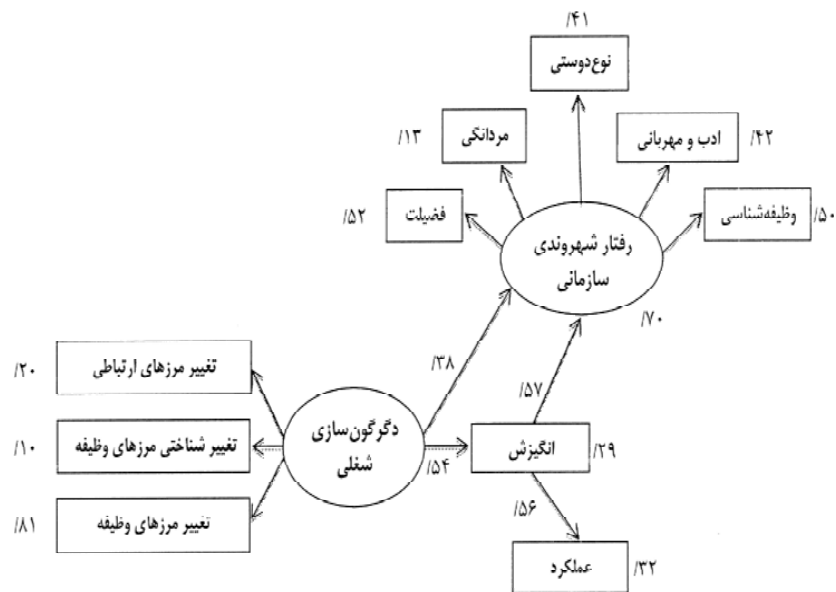 /۴۱
نوع‌دوستی
/۱۳
مردانگی
ادب و مهربانی
/۴۲
/۵۲
فضیلت
رفتار شهروندی
سازمانی
وظیفه‌شناسی
/۵۰
/۷۰
/۳۸
/۵۷
/۲۰
تغییر مرزهای ارتباطی
/۱۰
تغییر شناختی مرزهای وظیفه
/۸۱
تغییر مرزهای وظیفه
دگرگون‌سازی
شغلی
/۵۴
انگیزش
/۲۹
/۵۶
عملکرد
/۳۲